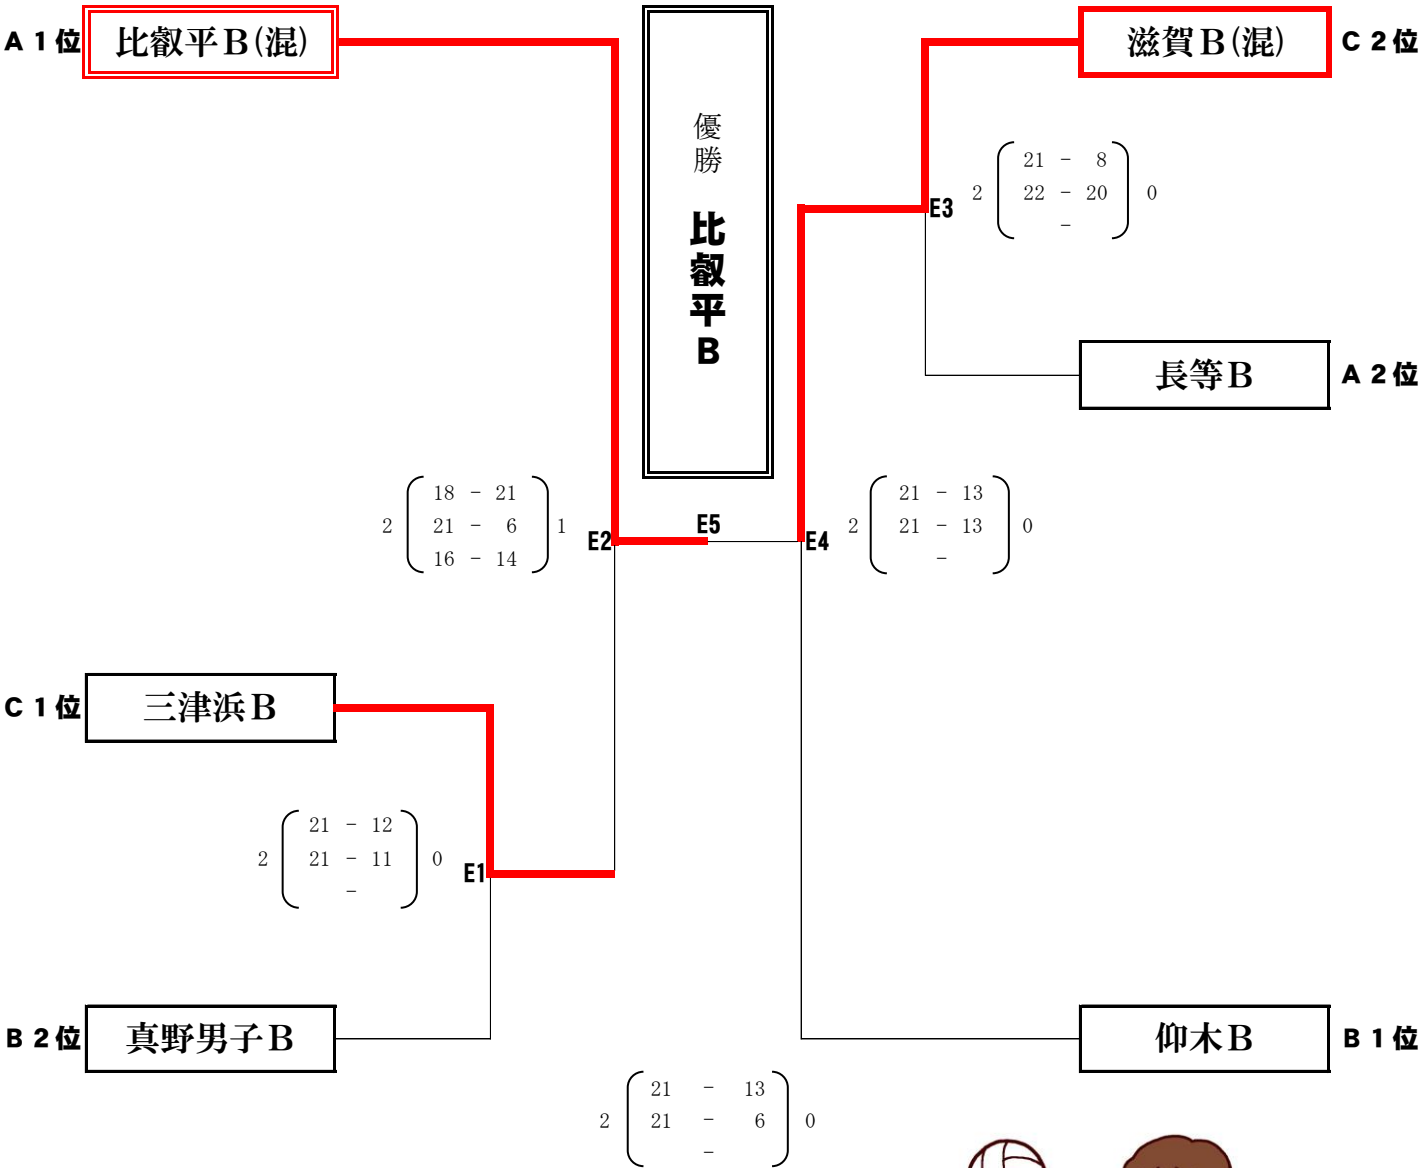 A 1位 比叡平B(混)
滋賀B(混) C 2位
優勝 比叡平B
21 - 8
2 22 - 20 0
-
E3
長等B A 2位
18 - 21
2 21 - 6 1
16 - 14
E2
E5
21 - 13
2 21 - 13 0
-
E4
C 1位 三津浜B
21 - 12
2 21 - 11 0
-
E1
B 2位 真野男子B
仰木B B 1位
21 - 13
2 21 - 6 0
-